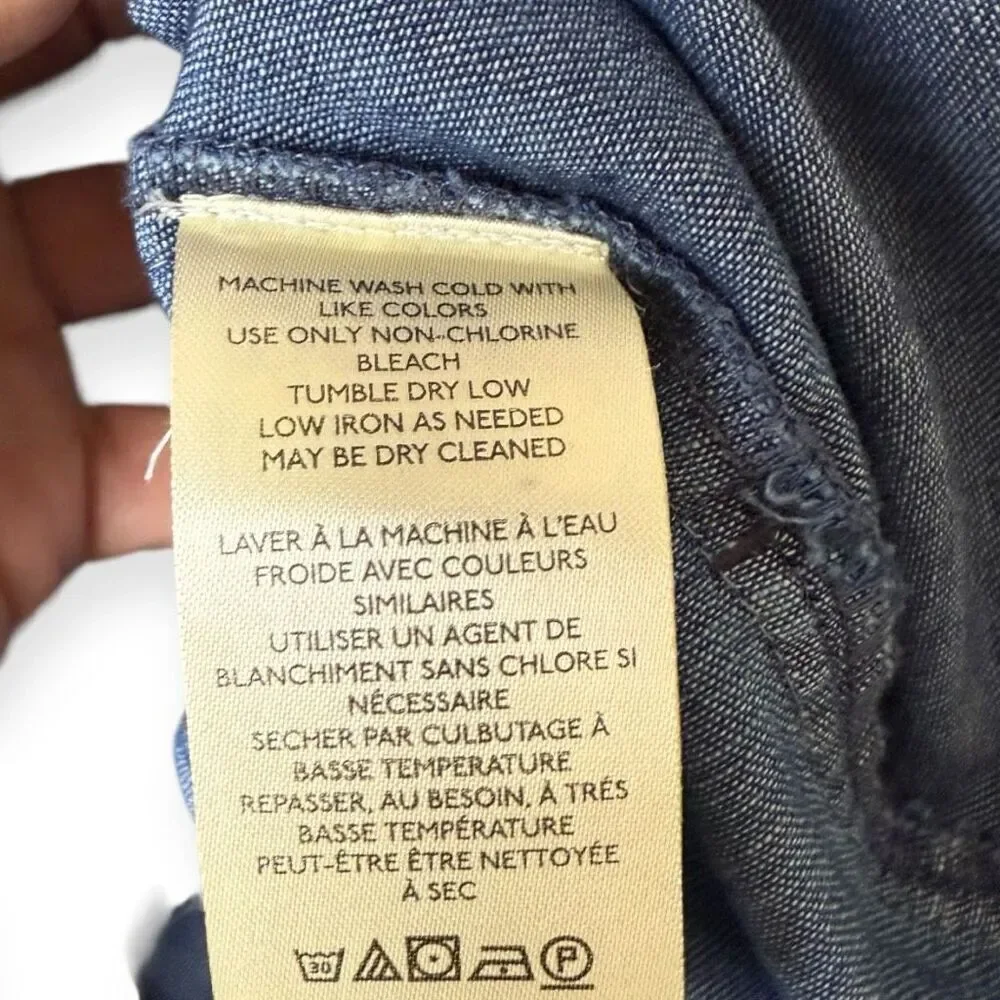 MACHINE WASH COLD WITH
LIKE COLORS
USE ONLY NON-CHLORINE
BLEACH
TUMBLE DRY LOW
LOW IRON AS NEEDED
MAY BE DRY CLEANED
LAVER À LA MACHINE À L'EAU
FROIDE AVEC COULEURS
SIMILAIRES
UTILISER UN AGENT DE
BLANCHIMENT SANS CHLORE SI
NÉCESSAIRE
SECHER PAR CULBUTAGE À
BASSE TEMPERATURE
REPASSER, AU BESOIN, À TRÉS
BASSE TEMPÉRATURE
PEUT-ÊTRE ÊTRE NETTOYÉE
À SEC
30 P